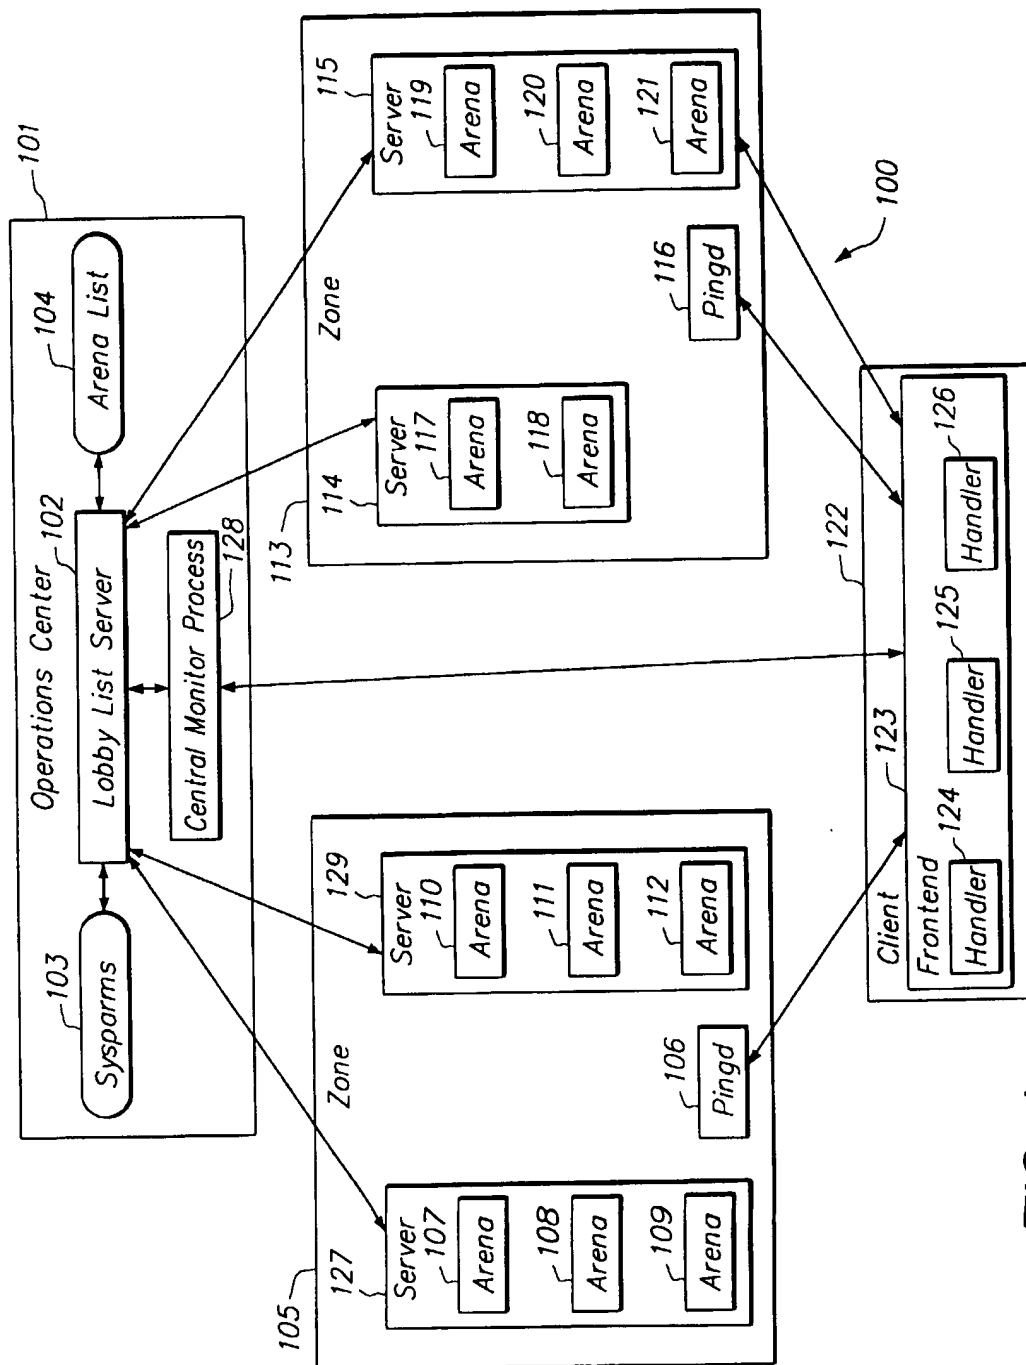 101
Operations Center
103
Sysparms
102
Lobby List Server
104
Arena List
Central Monitor Process
128
105
Zone
127
Server
107
Arena
108
Arena
109
Arena
106
Pingd
129
Server
110
Arena
111
Arena
112
Arena
113
Zone
114
Server
117
Arena
118
Arena
116
Pingd
115
Server
119
Arena
120
Arena
121
Arena
100
122
Client
123
Frontend
124
Handler
125
Handler
126
Handler